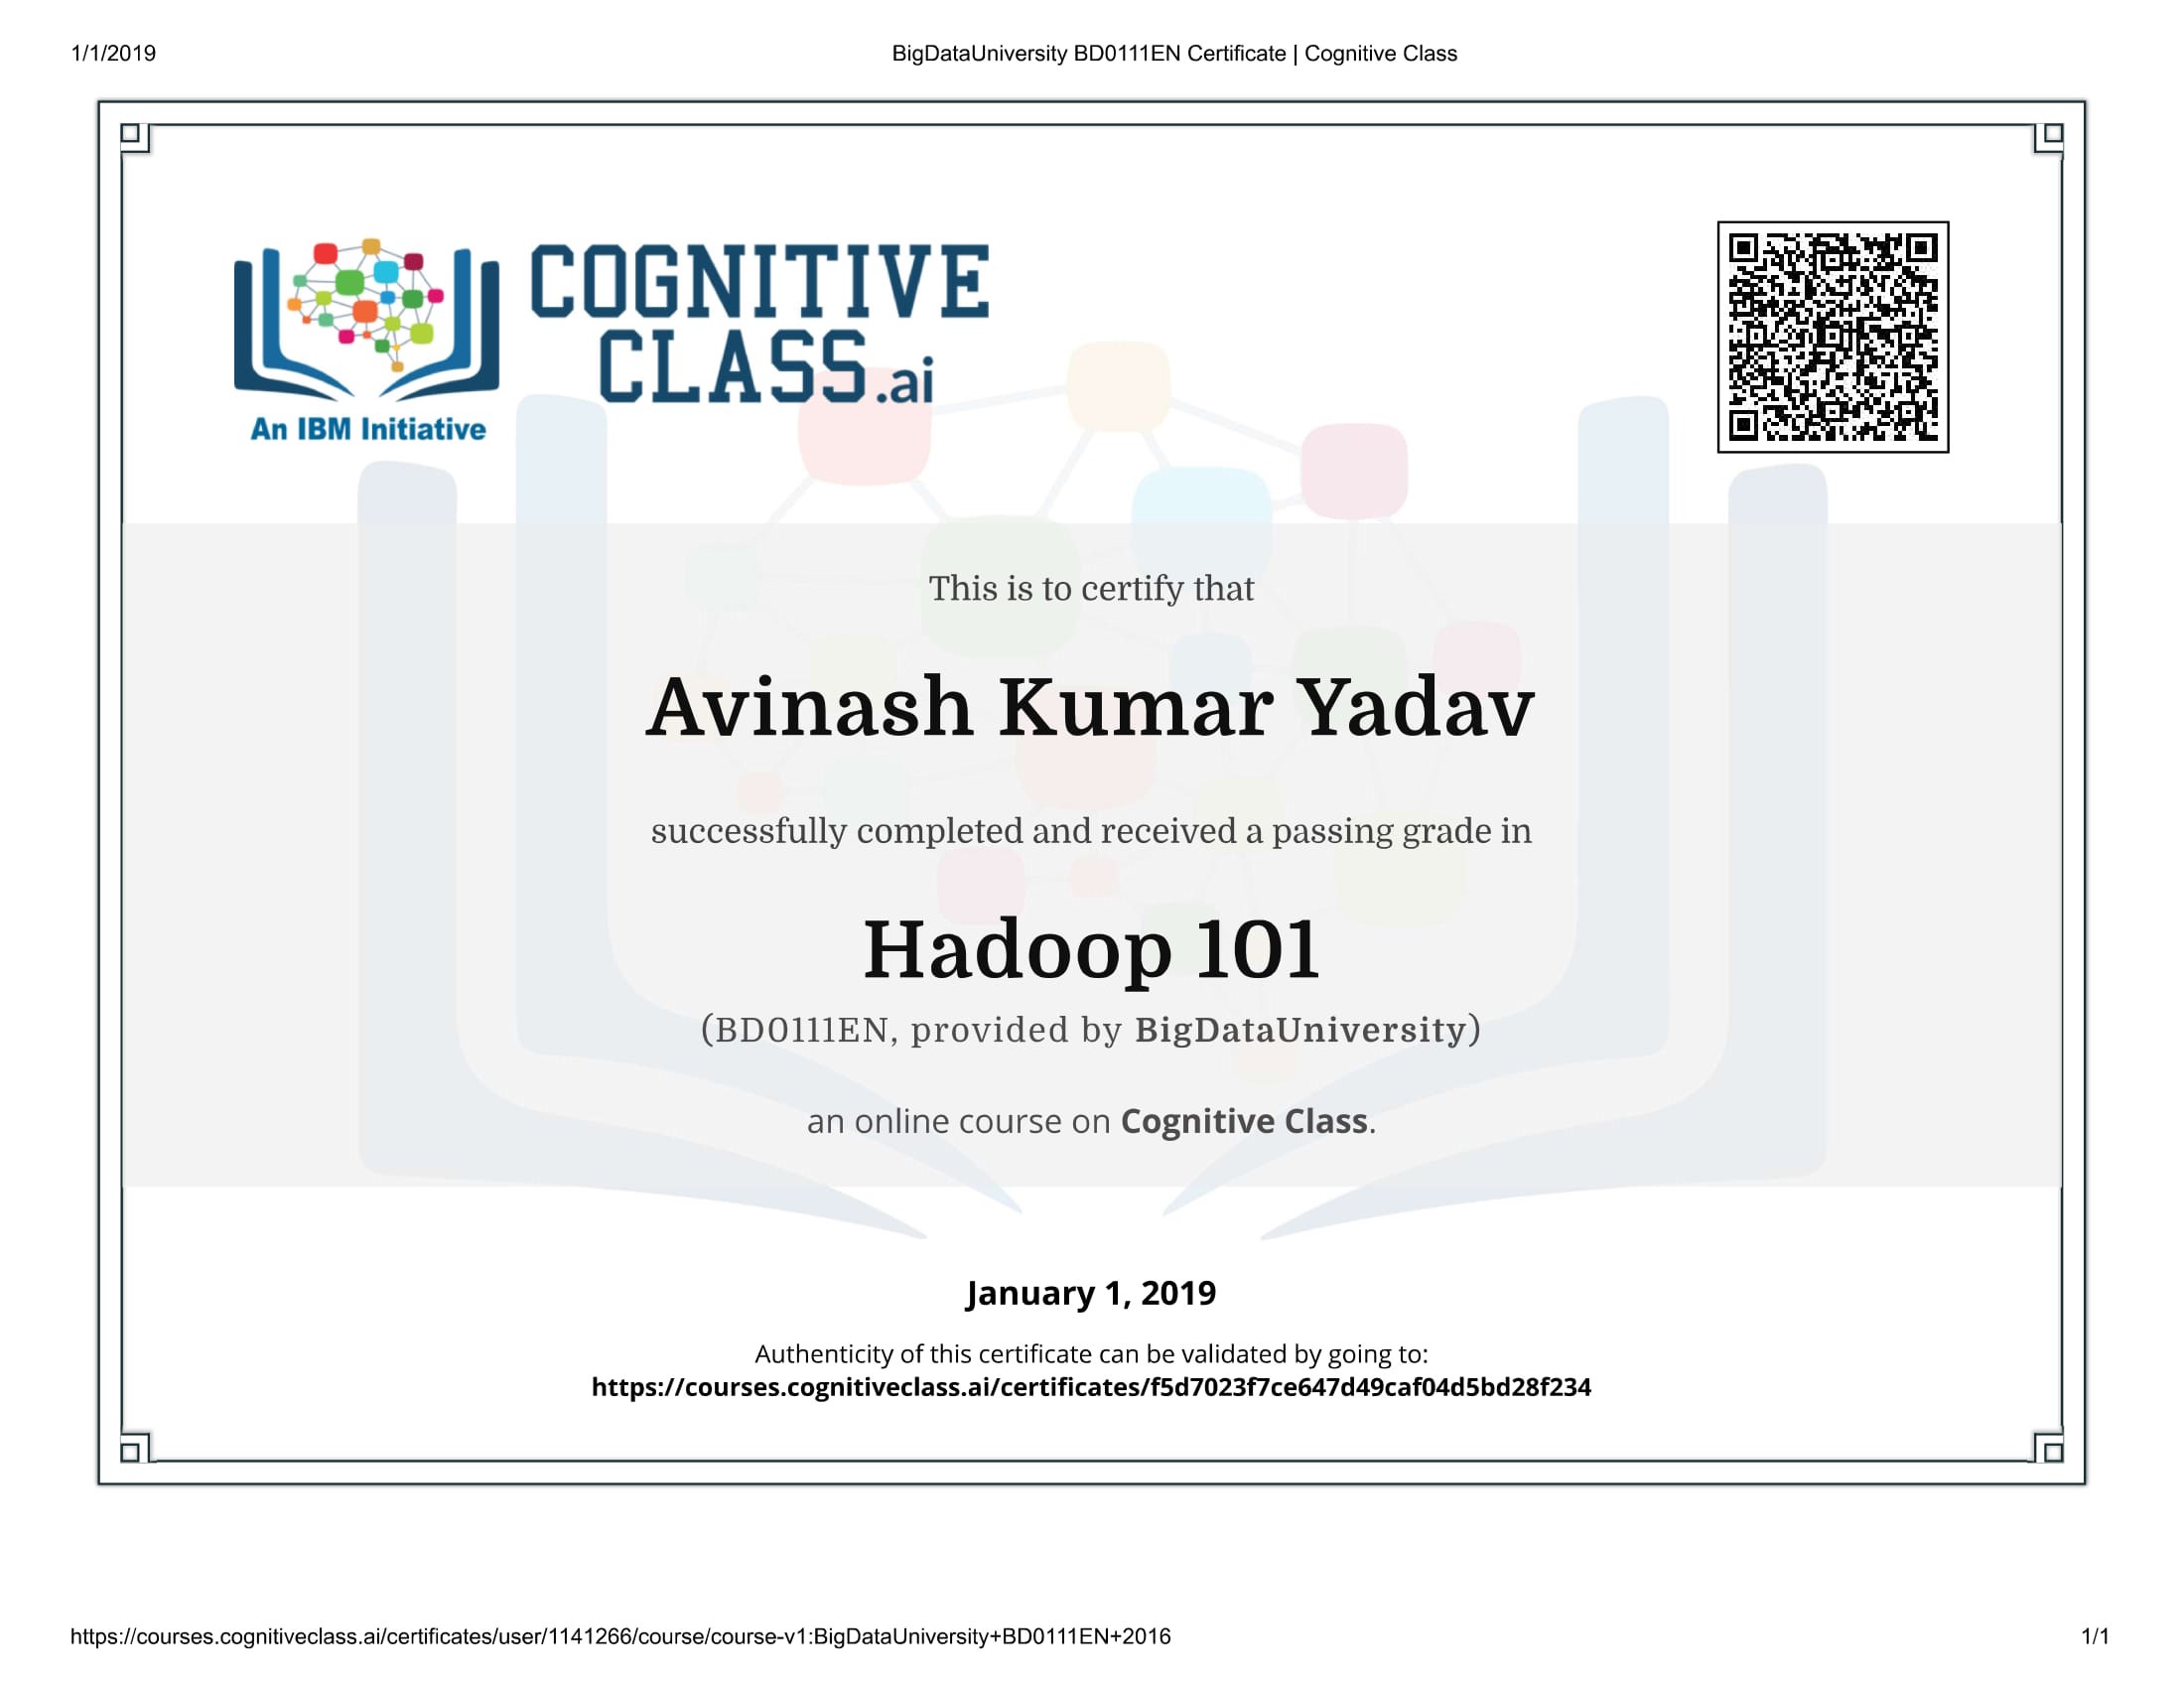 1/1/2019
BigDataUniversity BD0111EN Certificate | Cognitive Class
COGNITIVE
CLASS.ai
An IBM Initiative
This is to certify that
Avinash Kumar Yadav
successfully completed and received a passing grade in
Hadoop 101
(BD0111EN, provided by BigDataUniversity)
an online course on Cognitive Class.
January 1, 2019
Authenticity of this certificate can be validated by going to:
https://courses.cognitiveclass.ai/certificates/f5d7023f7ce647d49caf04d5bd28f234
https://courses.cognitiveclass.ai/certificates/user/1141266/course/course-v1:BigDataUniversity+BD0111EN+2016
1/1